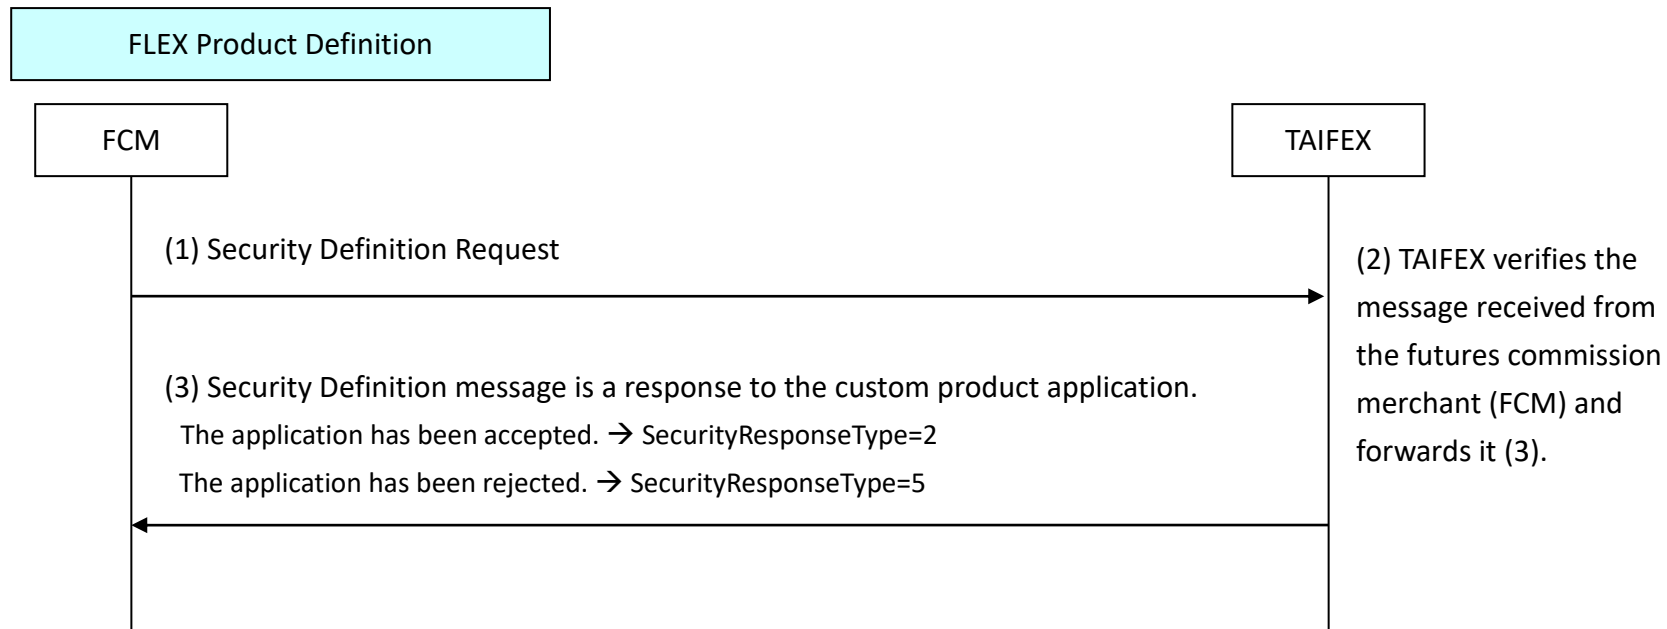 FLEX Product Definition
FCM
TAIFEX
(1) Security Definition Request
(2) TAIFEX verifies the
message received from
the futures commission
merchant (FCM) and
forwards it (3).
(3) Security Definition message is a response to the custom product application.
The application has been accepted. → SecurityResponseType=2
The application has been rejected. → SecurityResponseType=5